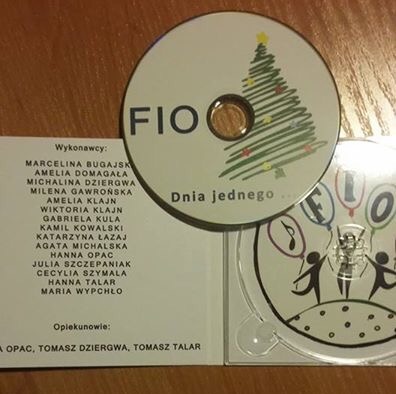 FIO
Dnia jednego ...
Wykonawcy:
MARCELINA BUGAJSK
AMELIA DOMAGAŁA
MICHALINA DZIERGWA
MILENA GAWROŃSKA
AMELIA KLAJN
WIKTORIA KLAJN
GABRIELA KULA
KAMIL KOWALSKI
KATARZYNA ŁAZAJ
AGATA MICHALSKA
HANNA OPAC
JULIA SZCZEPANIAK
CECYLIA SZYMALA
HANNA TALAR
MARIA WYPCHŁO
Opiekunowie:
A OPAC, TOMASZ DZIERGWA, TOMASZ TALAR
FIO